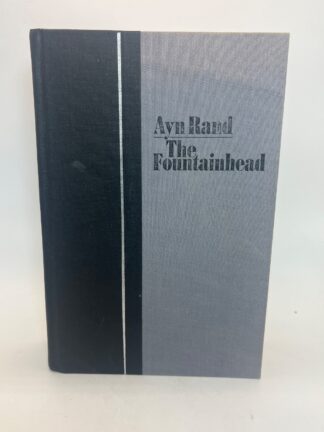 Ayn Rand
The
Fountainhead